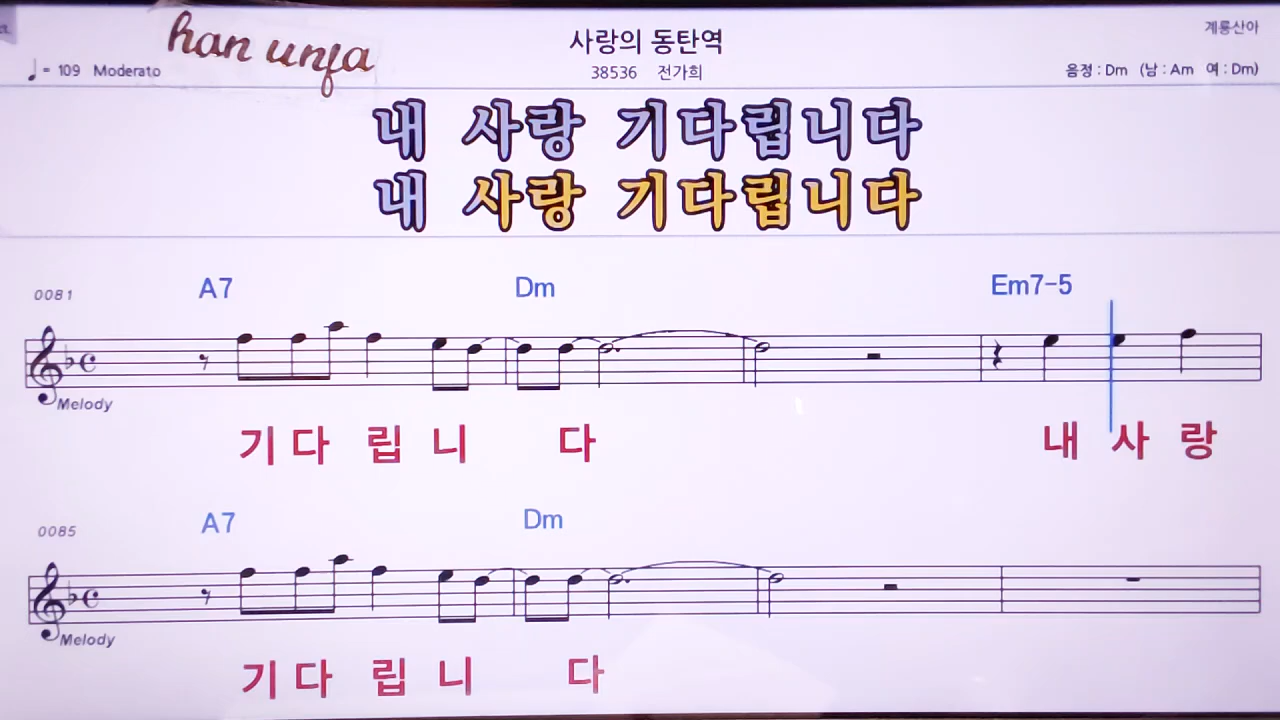 han unja
사랑의 동탄역
계룡산아
♩= 109 Moderato
38536 전가희
음정 : Dm (남 : Am 여 : Dm)
내 사랑 기다립니다
내 사랑 기다립니다
0081 A7 Dm Em7-5
Melody
기 다 립 니 다 내 사 랑
0085 A7 Dm
Melody
기 다 립 니 다